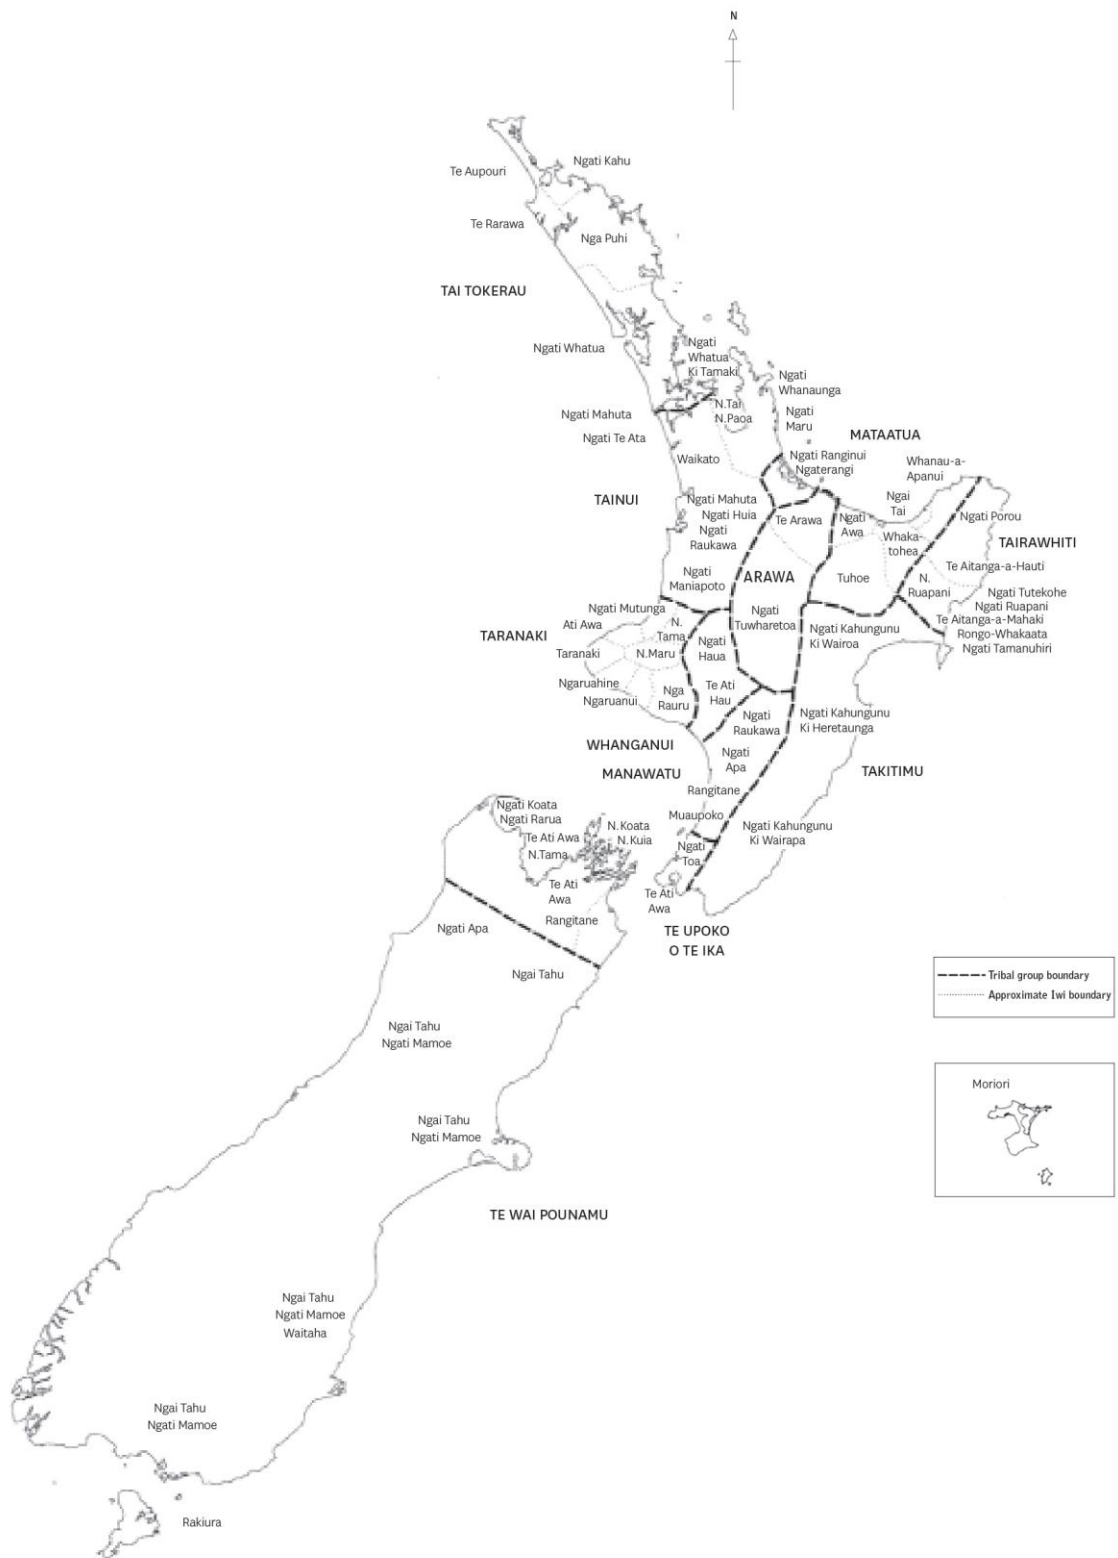 N
Ngati Kahu
Te Aupouri
Te Rarawa
Nga Puhi
TAI TOKERAU
Ngati Whatua
Ngati
Whatua
Ki Tamaki
Ngati
Whanaunga
N.Tai
N.Paoa
Ngati
Maru
Ngati Mahuta
Ngati Te Ata
MATAATUA
Waikato
Ngati Ranginui
Ngaterangi
Whanau-a-
Apanui
TAINUI
Ngati Mahuta
Ngati Huia
Ngati
Raukawa
Te Arawa
Ngati
Awa
Ngai
Tai
Whaka-
tohea
Ngati Porou
TAIRAWHITI
Te Aitanga-a-Hauti
Ngati
Maniapoto
ARAWA
Tuhoe
N.
Ruapani
Ngati Tutekohe
Ngati Ruapani
Te Aitanga-a-Mahaki
Rongo-Whakaata
Ngati Tamanuhiri
Ngati Mutunga
Ati Awa
TARANAKI
Taranaki
N.
Tama
N.Maru
Ngati
Haua
Ngati
Tuwharetoa
Ngati Kahungunu
Ki Wairoa
Ngaruahine
Ngaruanui
Nga
Rauru
Te Ati
Hau
Ngati
Raukawa
Ngati Kahungunu
Ki Heretaunga
WHANGANUI
MANAWATU
Ngati
Apa
TAKITIMU
Rangitane
Muaupoko
Ngati Kahungunu
Ki Wairapa
Ngati
Toa
Te Ati
Awa
TE UPOKO
O TE IKA
Ngati Koata
Ngati Rarua
Te Ati Awa
N.Tama
N.Koata
N.Kuia
Te Ati
Awa
Rangitane
Ngati Apa
Ngai Tahu
Tribal group boundary
Approximate Iwi boundary
Ngai Tahu
Ngati Mamoe
Moriori
Ngai Tahu
Ngati Mamoe
TE WAI POUNAMU
Ngai Tahu
Ngati Mamoe
Waitaha
Ngai Tahu
Ngati Mamoe
Rakiura